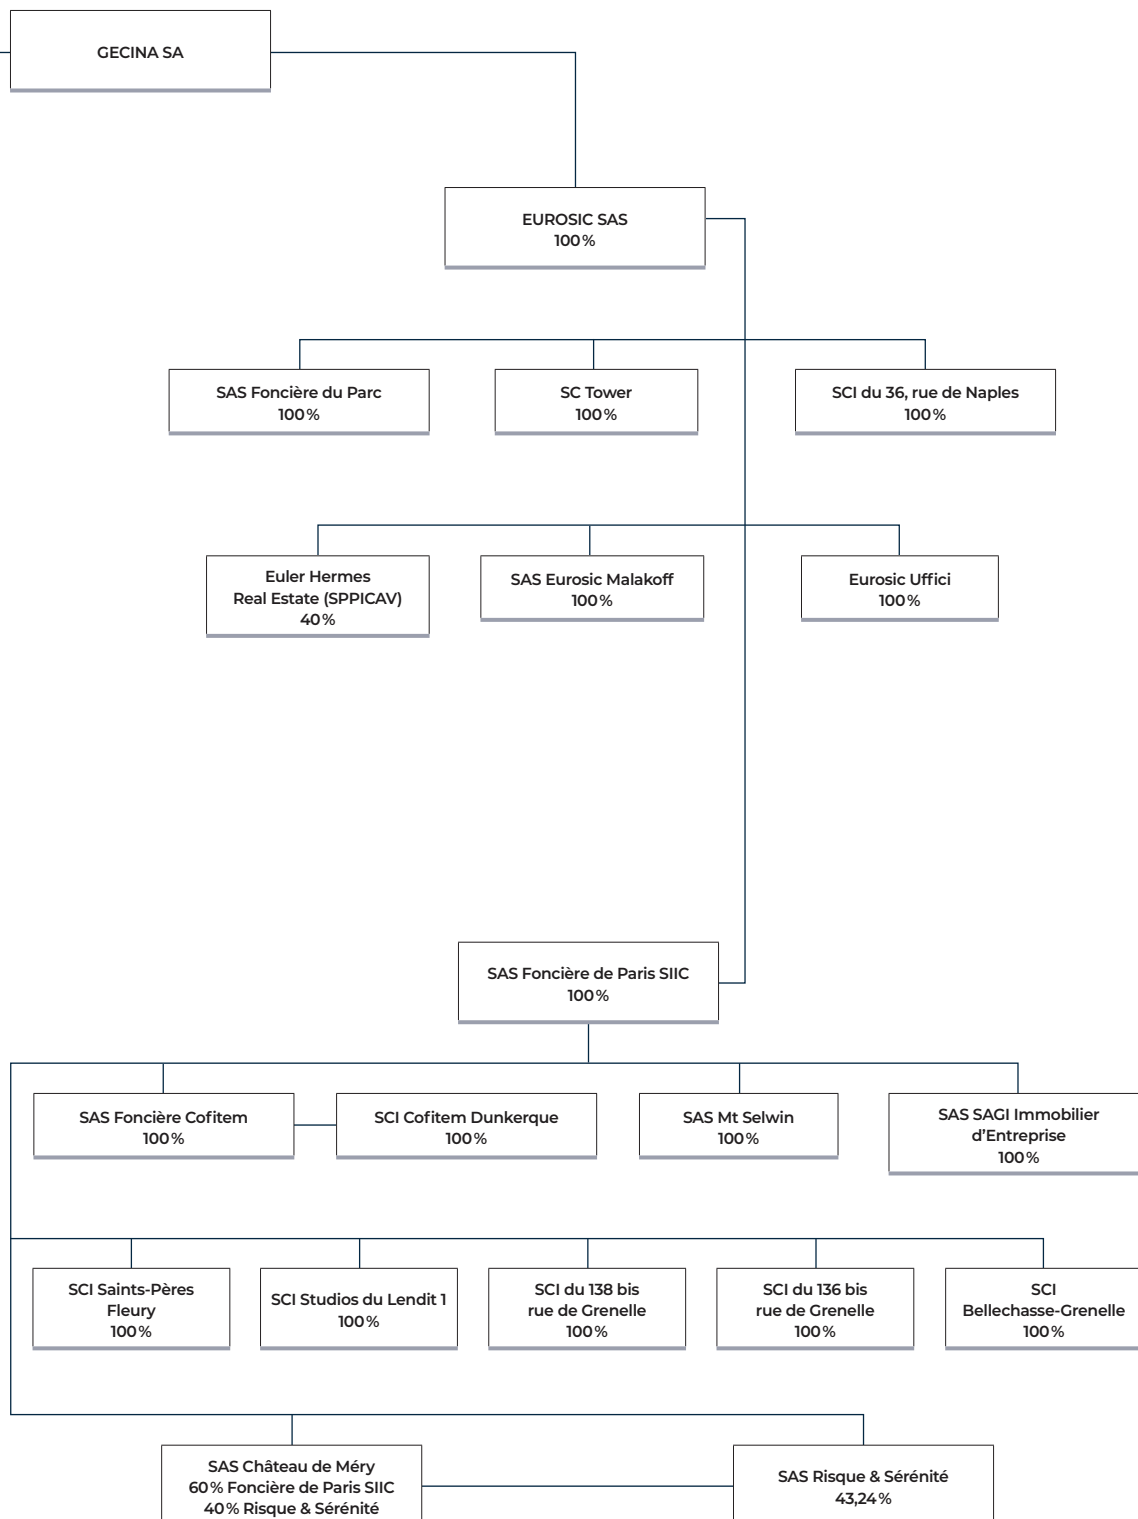 GECINA SA
EUROSIC SAS
100%
SAS Foncière du Parc
100%
SC Tower
100%
SCI du 36, rue de Naples
100%
Euler Hermes
Real Estate (SPPICAV)
40%
SAS Eurosic Malakoff
100%
Eurosic Uffici
100%
SAS Foncière de Paris SIIC
100%
SAS Foncière Cofitem
100%
SCI Cofitem Dunkerque
100%
SAS Mt Selwin
100%
SAS SAGI Immobilier
d’Entreprise
100%
SCI Saints-Pères
Fleury
100%
SCI Studios du Lendit 1
100%
SCI du 138 bis
rue de Grenelle
100%
SCI du 136 bis
rue de Grenelle
100%
SCI
Bellechasse-Grenelle
100%
SAS Château de Méry
60% Foncière de Paris SIIC
40% Risque & Sérénité
SAS Risque & Sérénité
43,24%